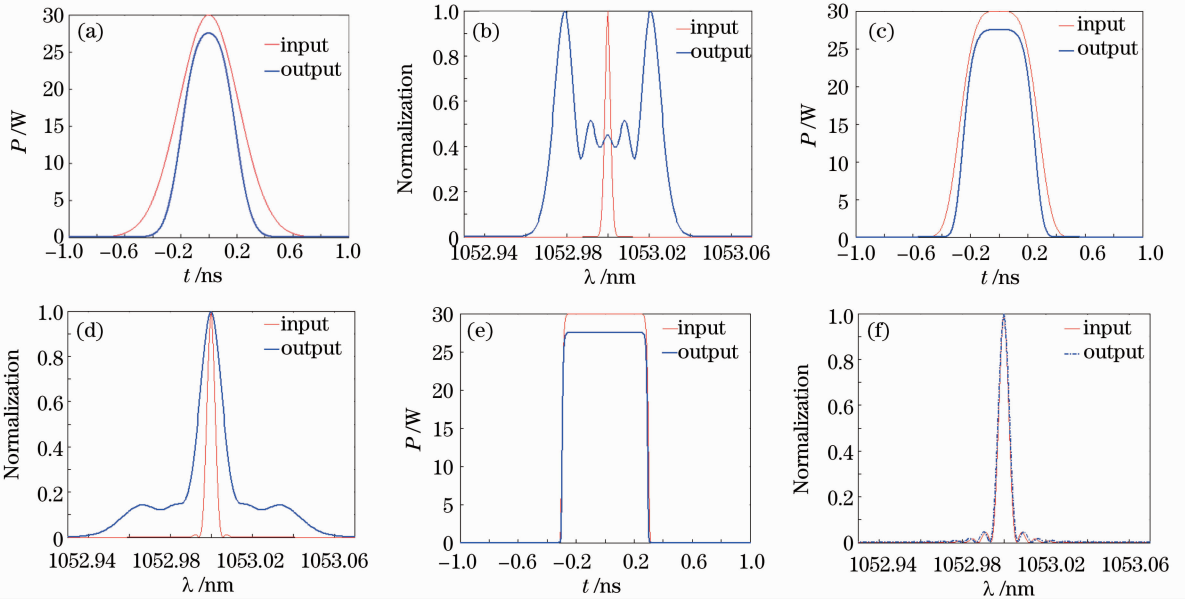 (a)
input
output
30
25
20
15
10
5
0
P /W
−1.0 −0.6 −0.2 0.2 0.6 1.0
t /ns
(b)
input
output
1.0
0.8
0.6
0.4
0.2
0
Normalization
1052.94 1052.98 1053.02 1053.06
λ /nm
(c)
input
output
30
25
20
15
10
5
0
P /W
−1.0 −0.6 −0.2 0.2 0.6 1.0
t /ns
(d)
input
output
1.0
0.8
0.6
0.4
0.2
0
Normalization
1052.94 1052.98 1053.02 1053.06
λ /nm
(e)
input
output
30
25
20
15
10
5
0
P /W
−1.0 −0.6 −0.2 0.2 0.6 1.0
t /ns
(f)
input
output
1.0
0.8
0.6
0.4
0.2
0
Normalization
1052.94 1052.98 1053.02 1053.06
λ /nm